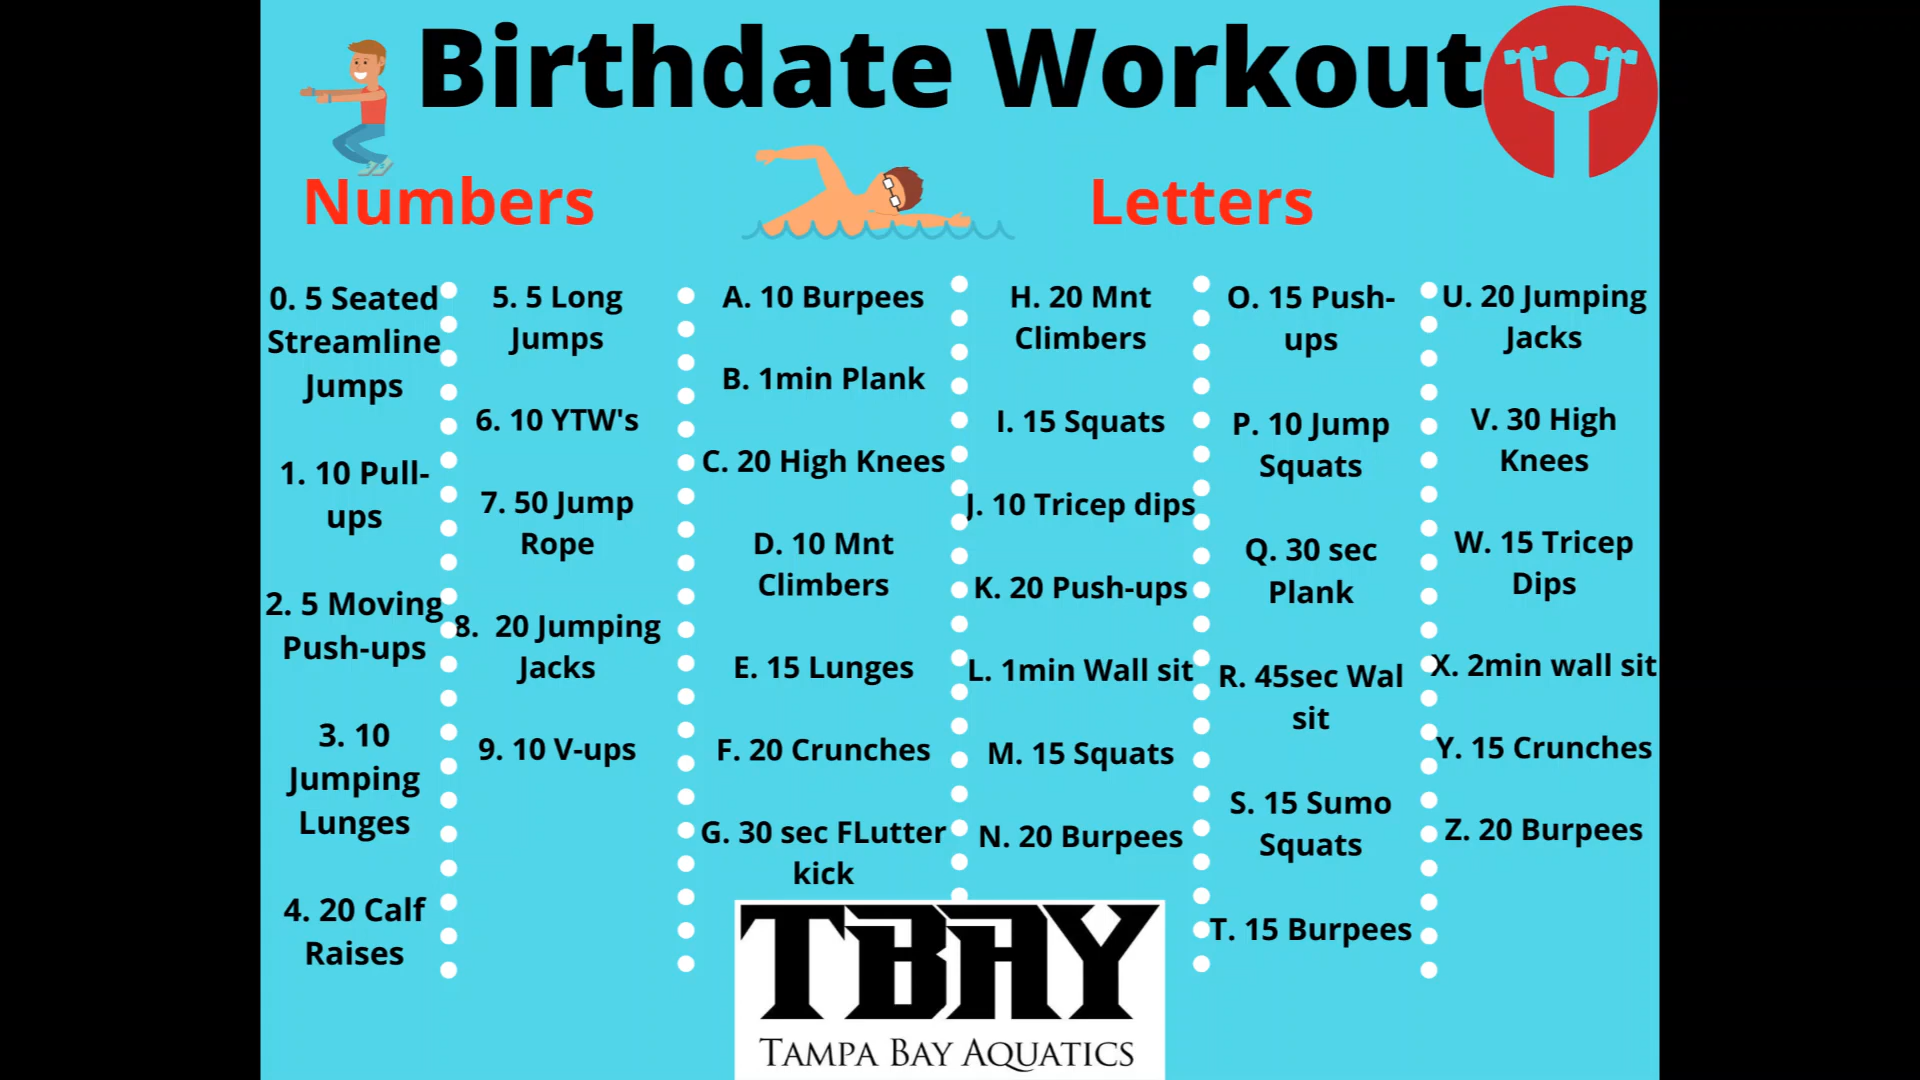 Birthdate Workout
Numbers
Letters
0. 5 Seated
Streamline
Jumps
1. 10 Pull-
ups
2. 5 Moving
Push-ups
3. 10
Jumping
Lunges
4. 20 Calf
Raises
5. 5 Long
Jumps
6. 10 YTW's
7. 50 Jump
Rope
8. 20 Jumping
Jacks
9. 10 V-ups
A. 10 Burpees
B. 1min Plank
C. 20 High Knees
D. 10 Mnt
Climbers
E. 15 Lunges
F. 20 Crunches
G. 30 sec FLutter
kick
H. 20 Mnt
Climbers
I. 15 Squats
J. 10 Tricep dips
K. 20 Push-ups
L. 1min Wall sit
M. 15 Squats
N. 20 Burpees
O. 15 Push-
ups
P. 10 Jump
Squats
Q. 30 sec
Plank
R. 45sec Wal
sit
S. 15 Sumo
Squats
T. 15 Burpees
U. 20 Jumping
Jacks
V. 30 High
Knees
W. 15 Tricep
Dips
X. 2min wall sit
Y. 15 Crunches
Z. 20 Burpees
TBAY
TAMPA BAY AQUATICS